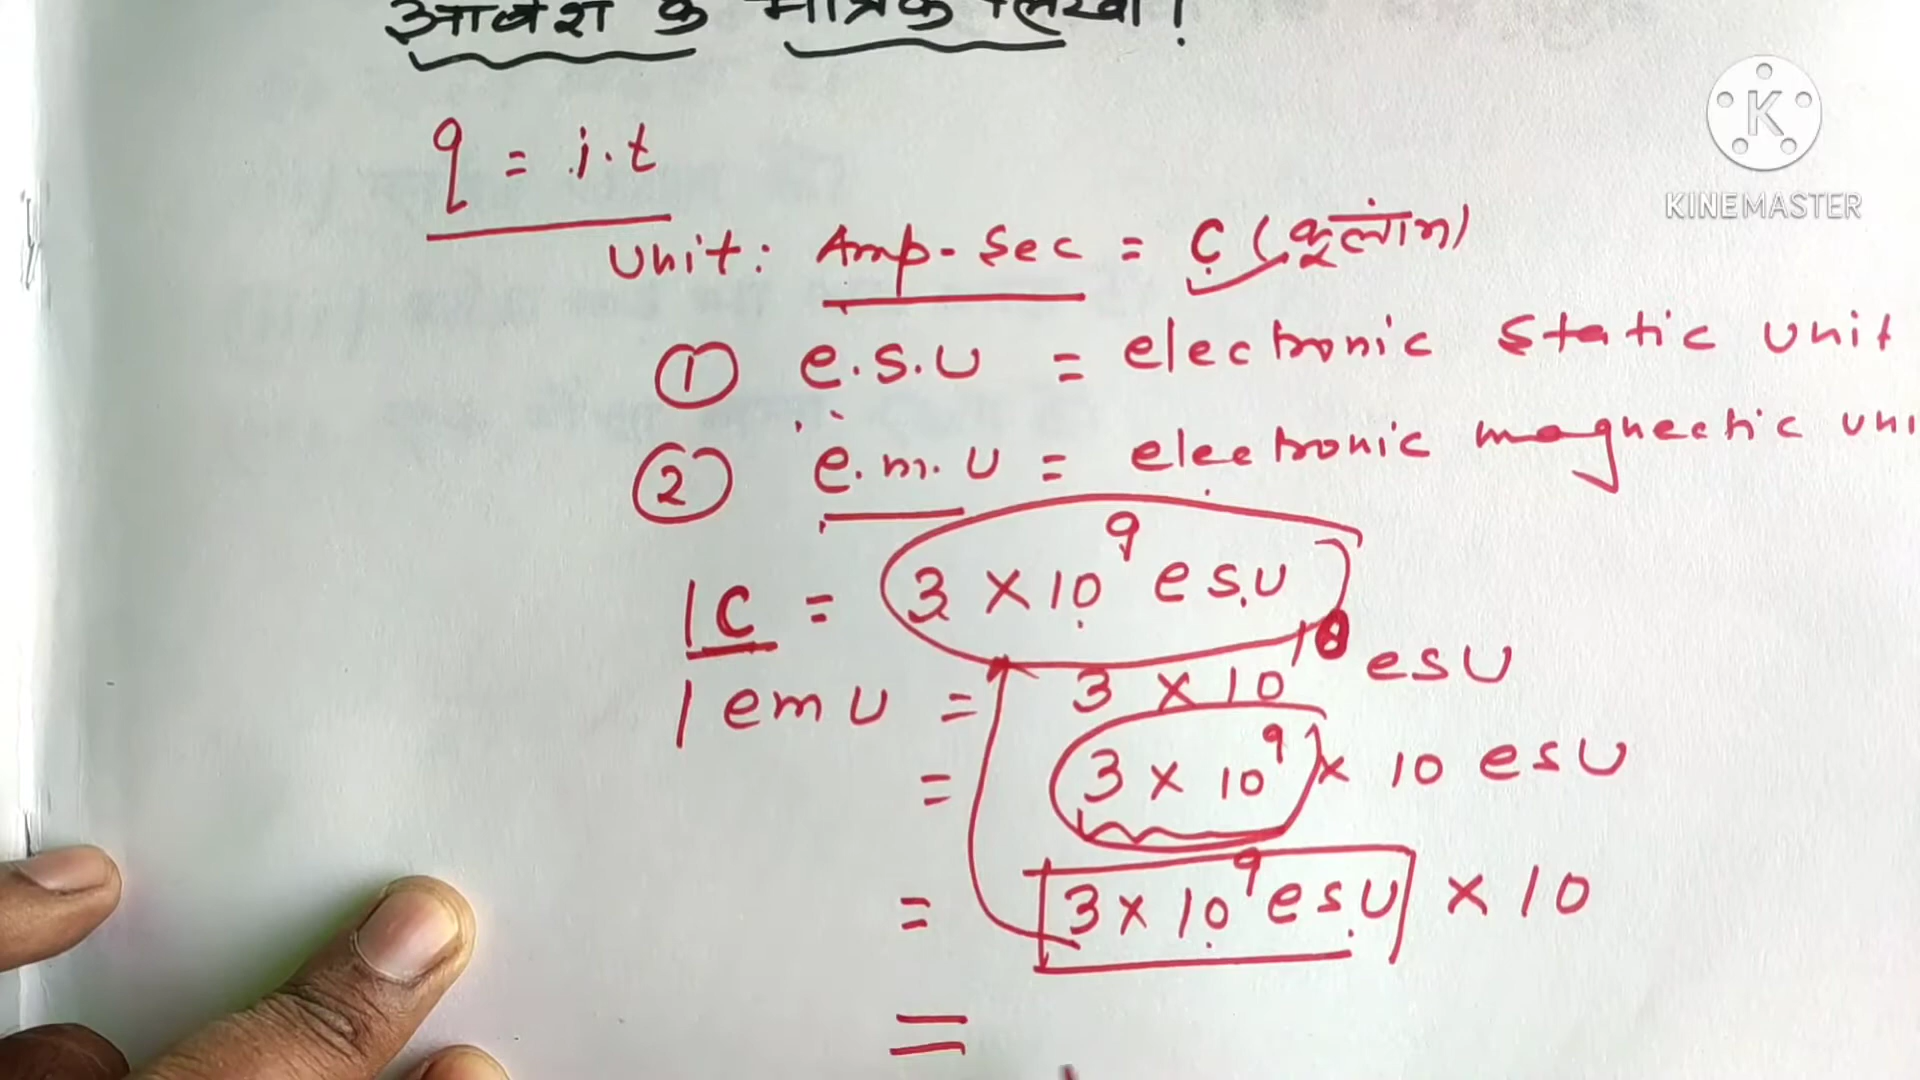 आवेश के मात्रक लिखो!
K
KINEMASTER
q = i.t
Unit: Amp-Sec = C (कूलॉम)
① e.s.U = electronic static unit
② e.m.U = electronic magnectic uni
1C = 3 × 10⁹ esu
1 emU = 3 × 10¹⁰ esU
= 3 × 10⁹ × 10 esU
= 3 × 10⁹ esU × 10
=